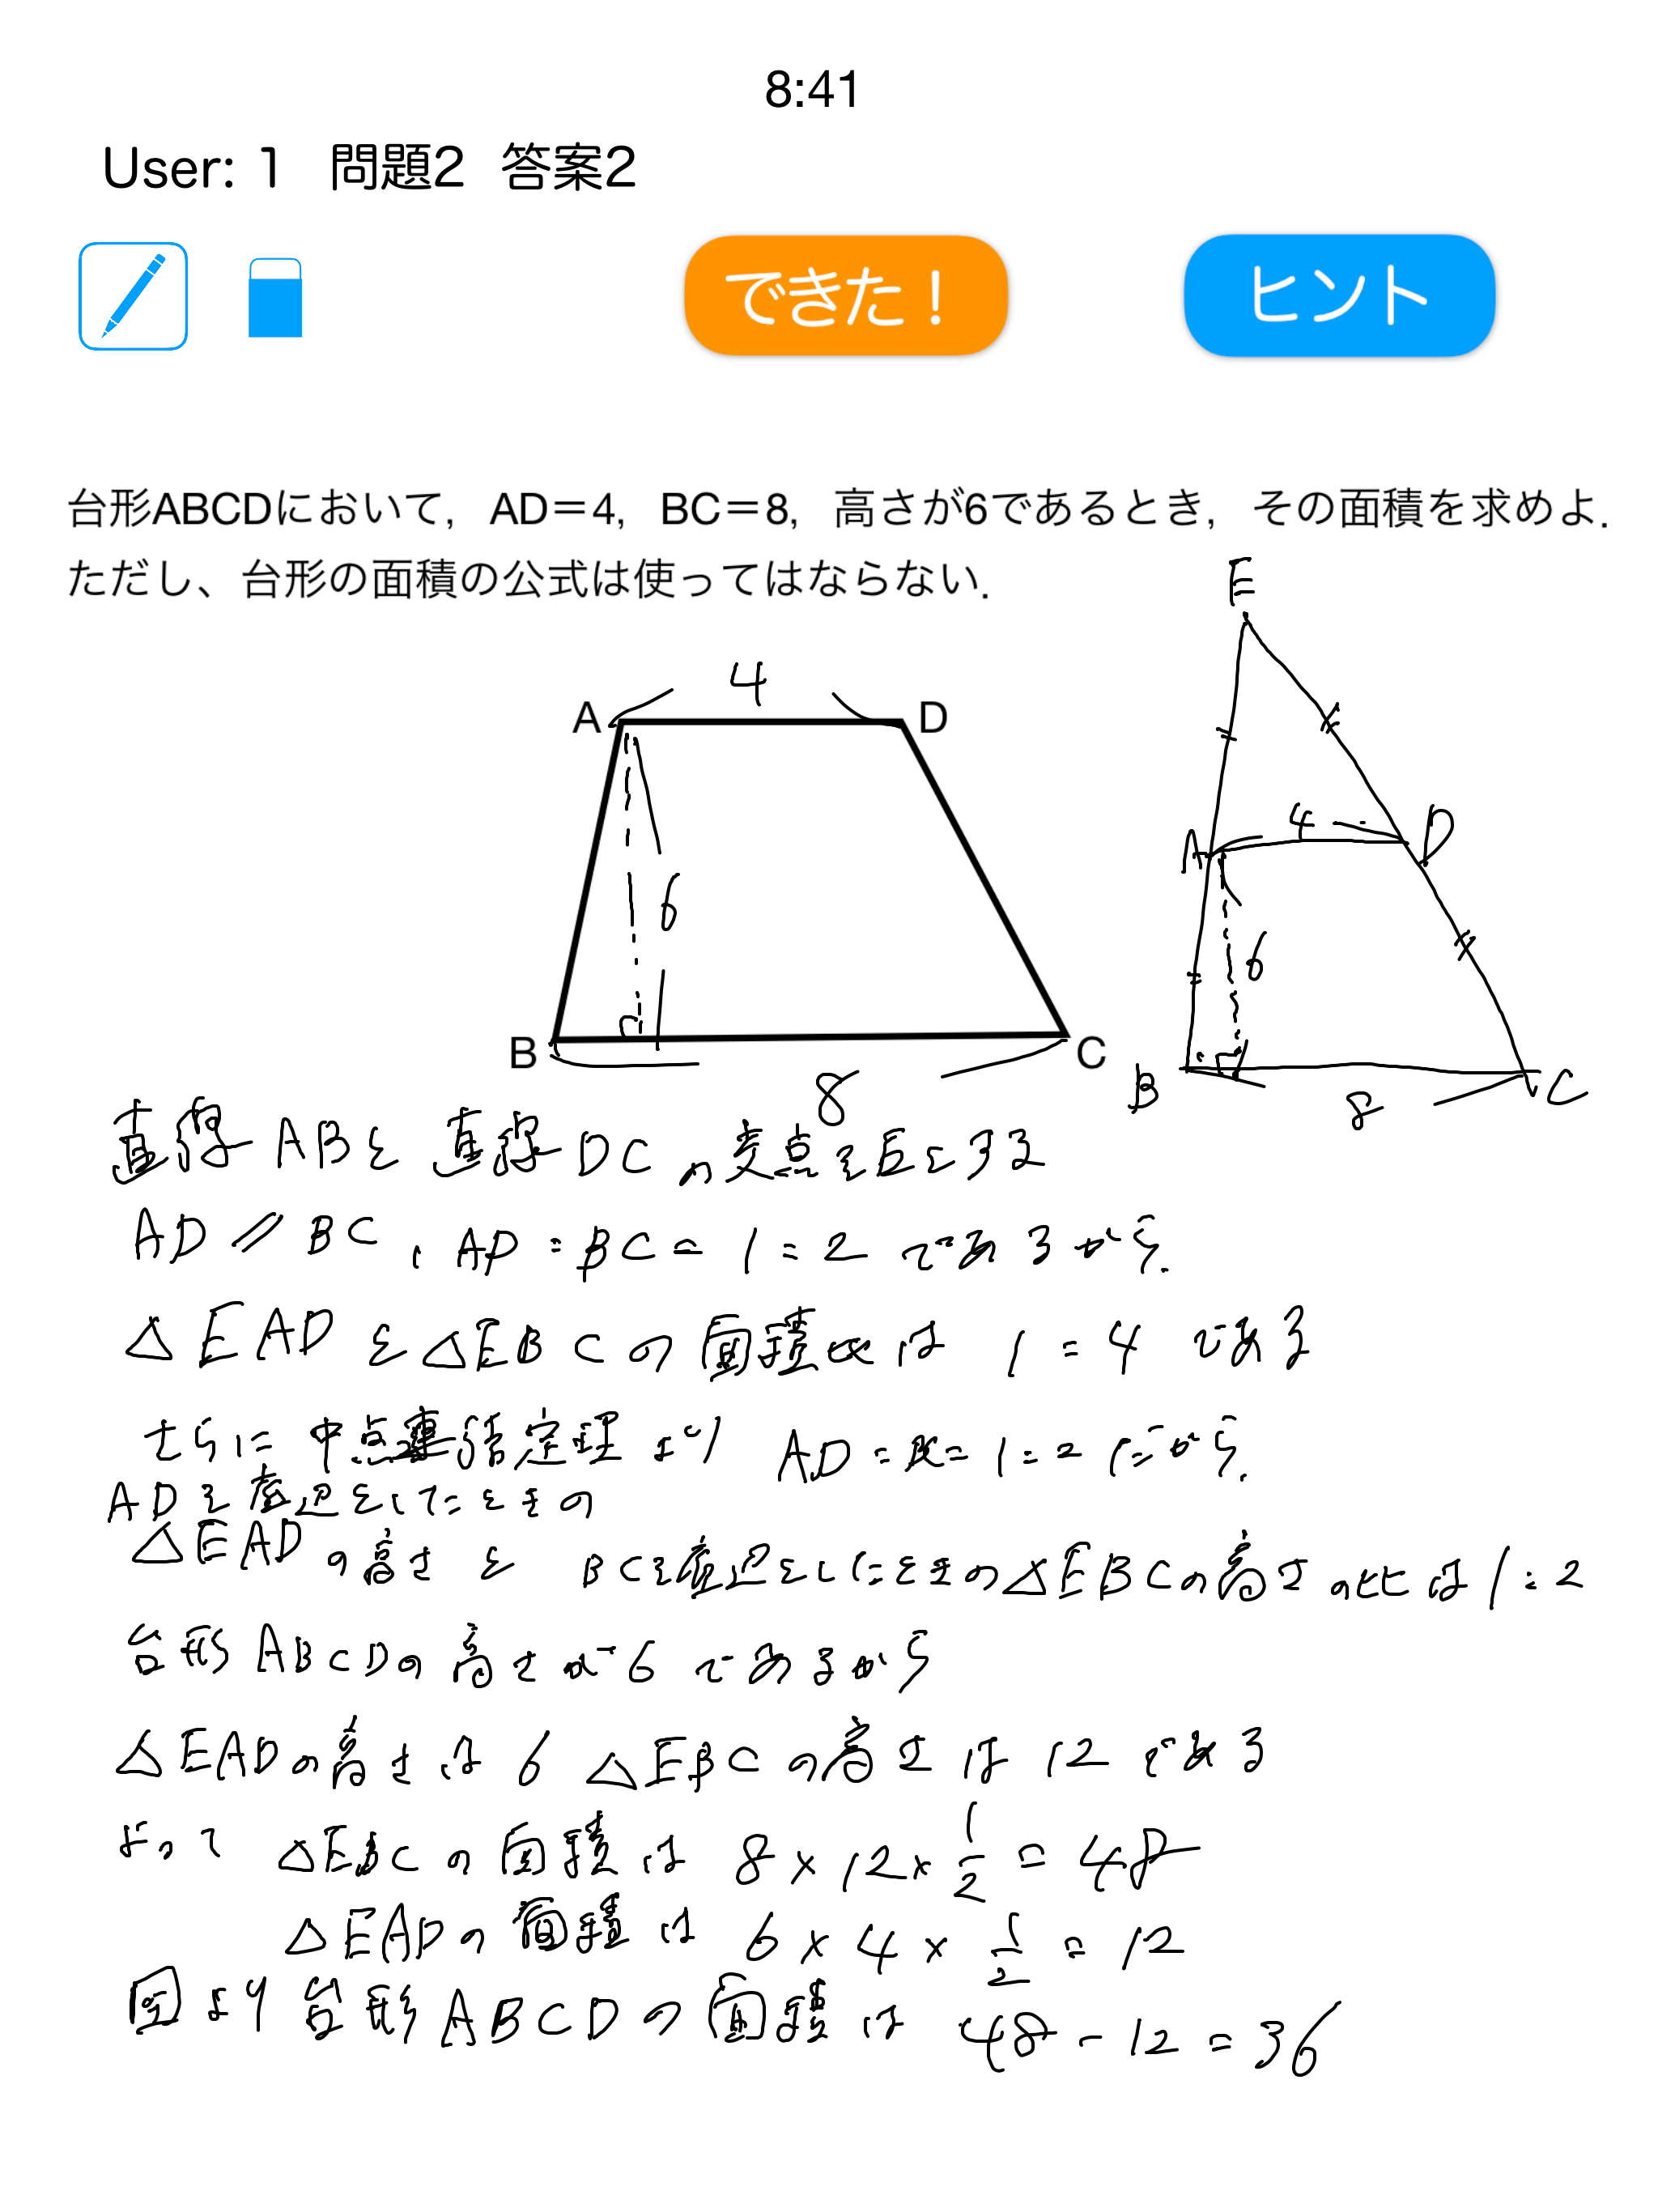 8:41
User: 1 問題2 答案2
できた！
ヒント
台形ABCDにおいて，AD＝4，BC＝8，高さが6であるとき，その面積を求めよ．
ただし、台形の面積の公式は使ってはならない．
A
4
D
6
B
8
C
E
A
4
D
6
B
8
C
直線ABと直線DCの交点をEとする
AD//BC，AD:BC=1:2であるから，
△EADと△EBCの面積比は 1:4 である
さらに中点連結定理より AD:BC=1:2だから，
ADを底辺としたときの
△EADの高さと BCを底辺としたときの△EBCの高さの比は1:2
台形ABCDの高さが6であるから
△EADの高さは6 △EBCの高さは12である
よって △EBCの面積は 8×12×1/2=48
△EADの面積は 6×4×1/2=12
図より台形ABCDの面積は 48-12=36